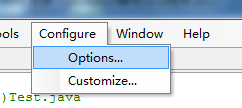 ools Configure Window Help
Options...
Customize...
)Test.java